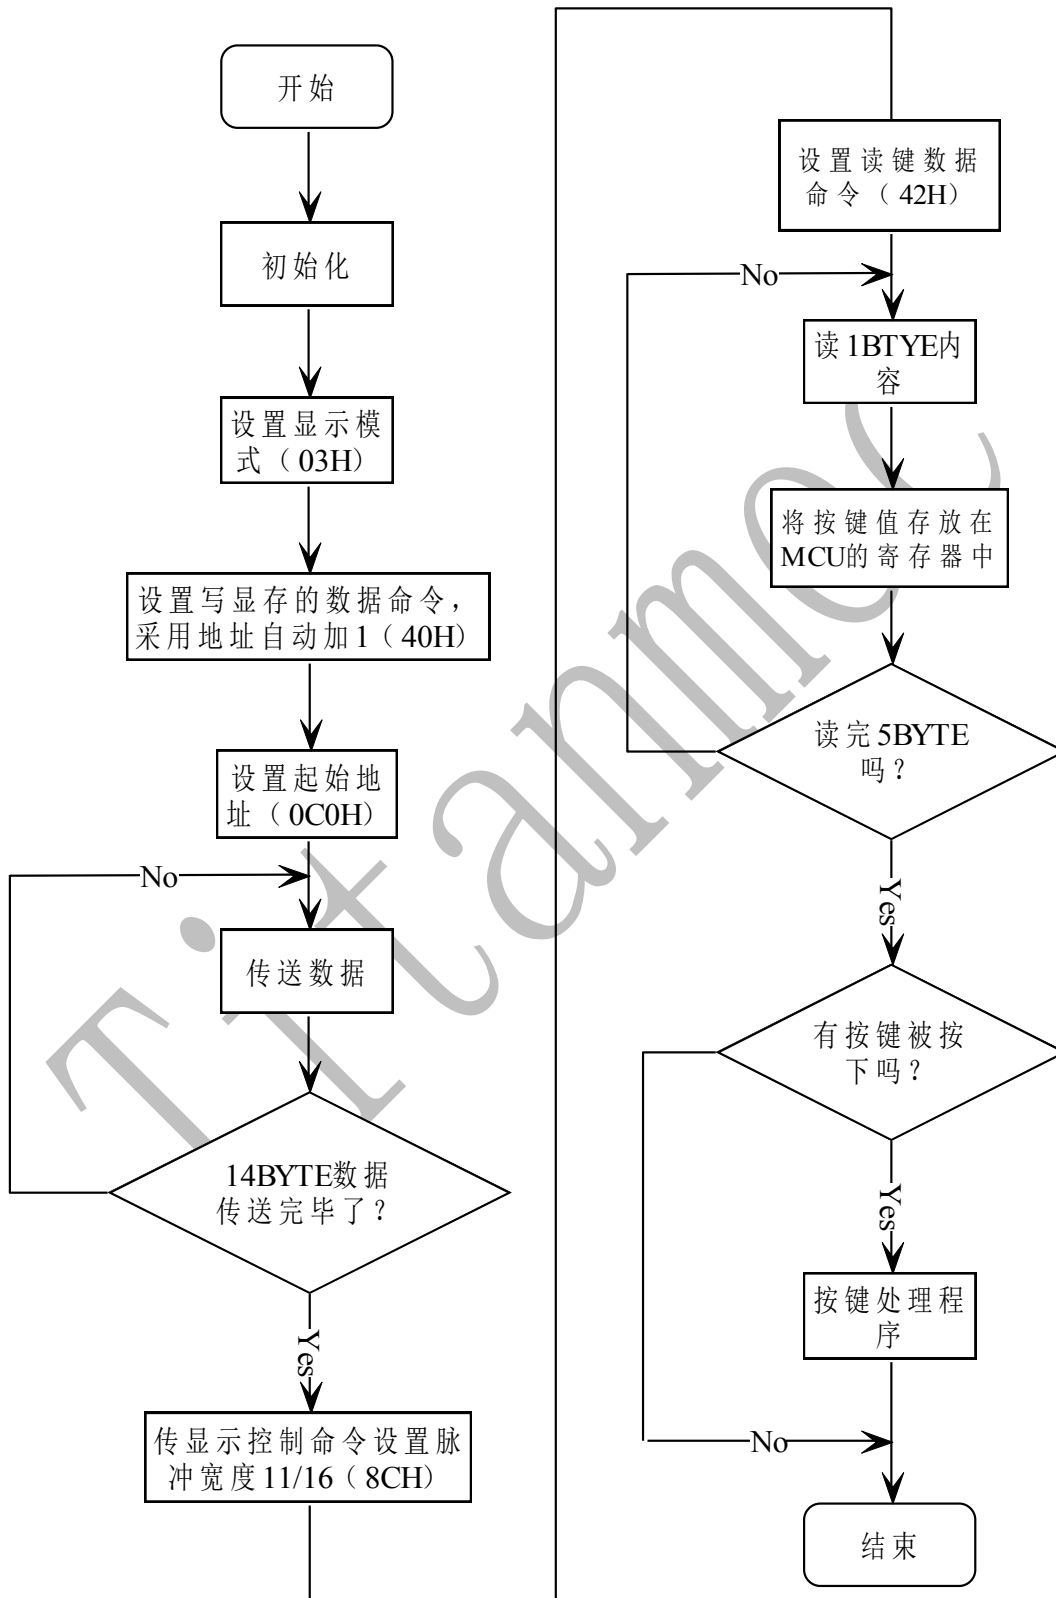 开始
初始化
设置显示模
式（03H）
设置写显存的数据命令，
采用地址自动加1（40H）
设置起始地
址（0C0H）
No
传送数据
14BYTE数据
传送完毕了？
Yes
传显示控制命令设置脉
冲宽度11/16（8CH）
设置读键数据
命令（42H）
No
读1BTYE内
容
将按键值存放在
MCU的寄存器中
读完5BYTE
吗？
Yes
有按键被按
下吗？
Yes
按键处理程
序
No
结束
Titanmec